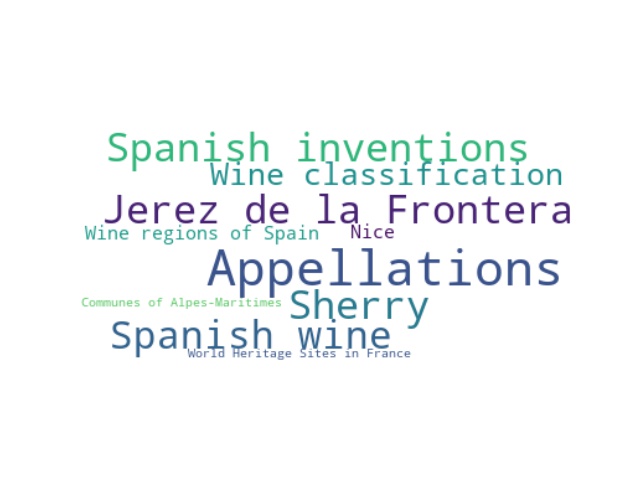 Spanish inventions
Wine classification
Jerez de la Frontera
Wine regions of Spain
Nice
Appellations
Communes of Alpes-Maritimes
Sherry
Spanish wine
World Heritage Sites in France